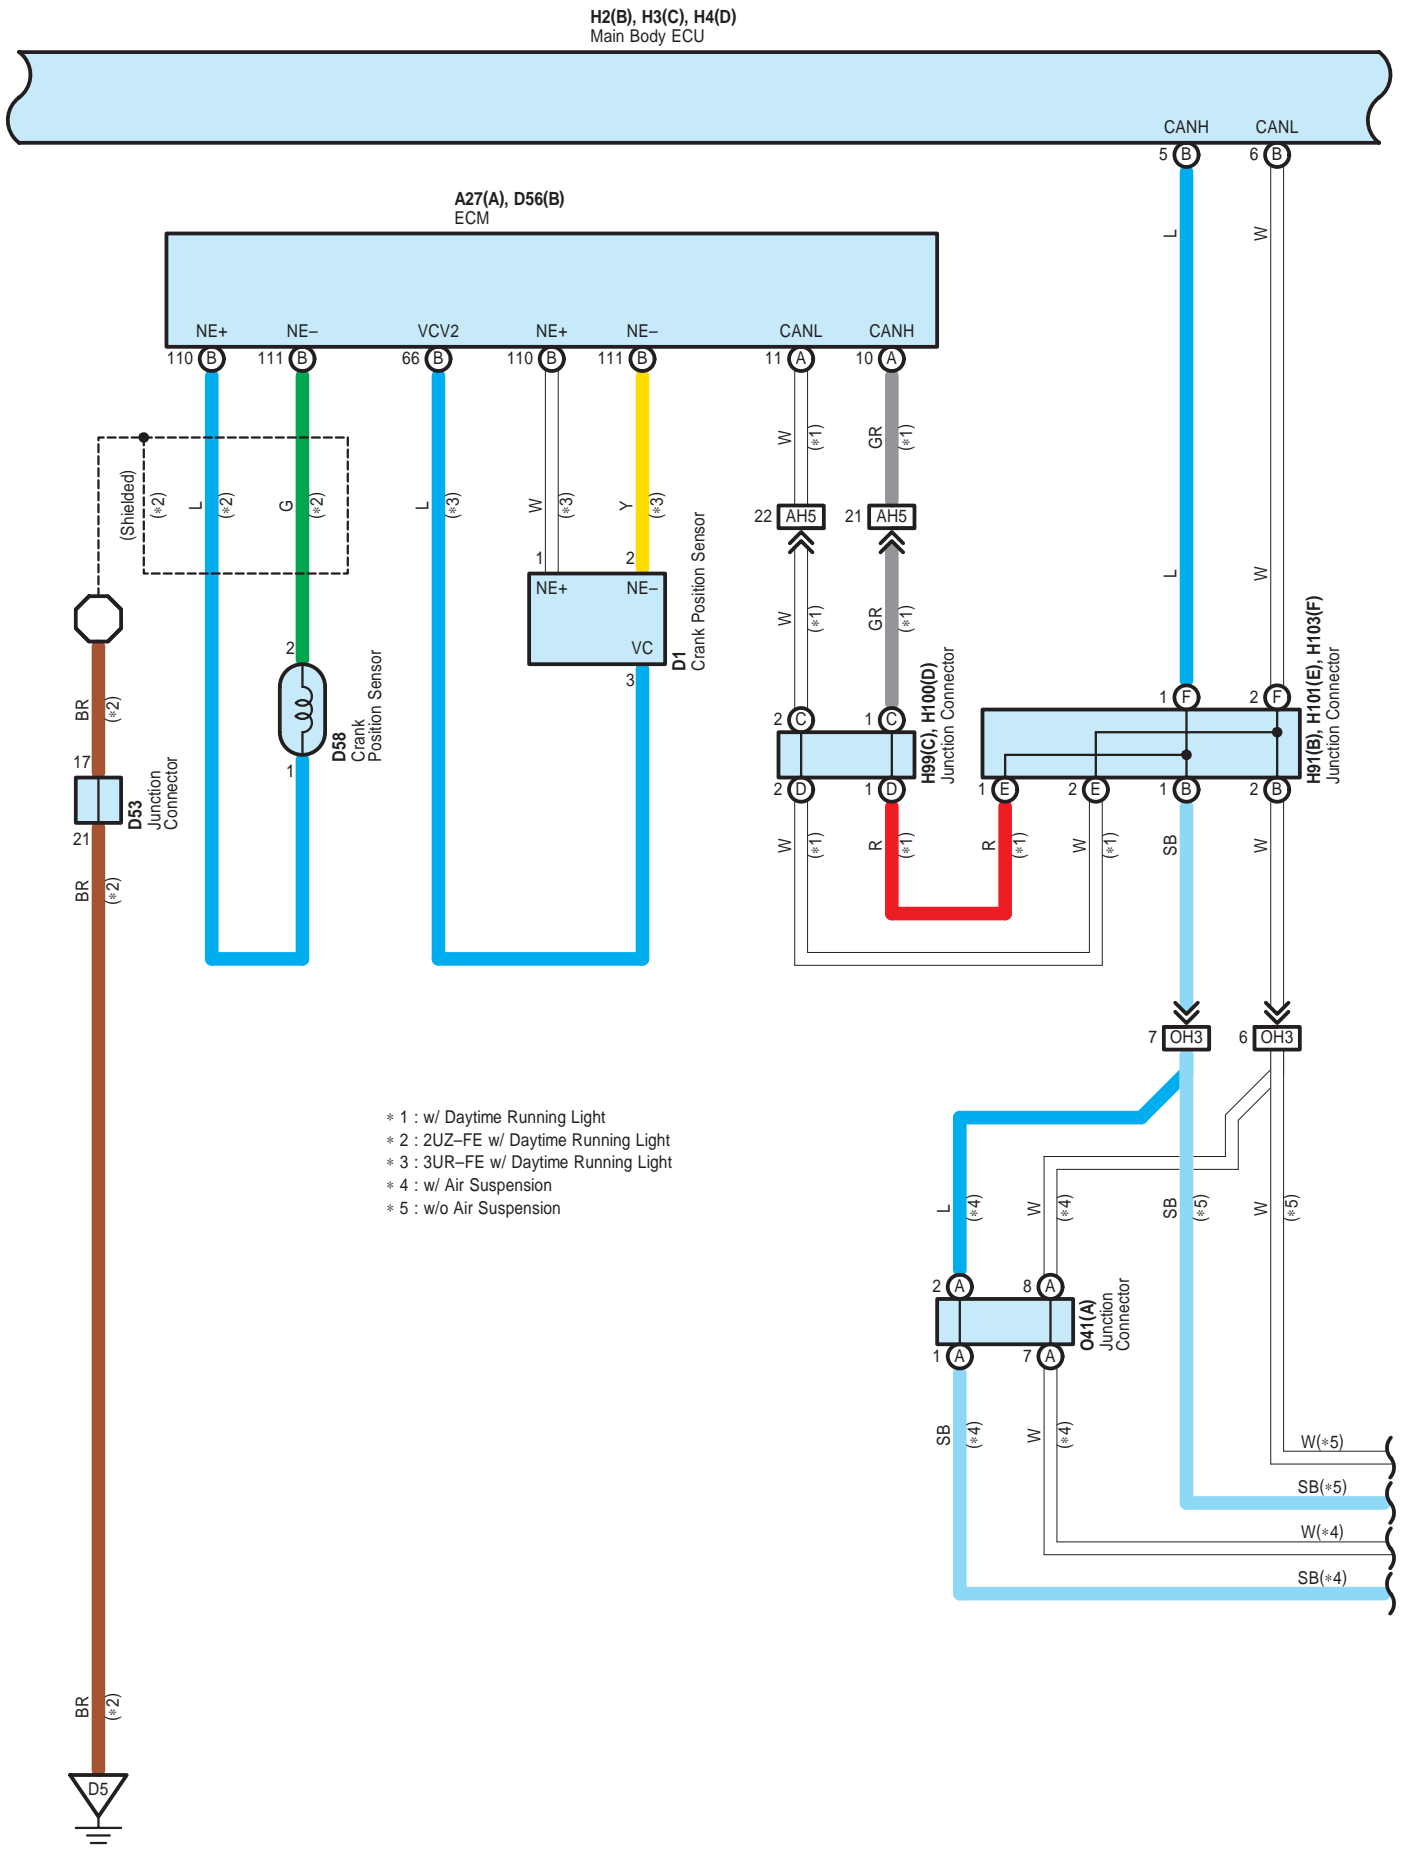 H2(B), H3(C), H4(D)
Main Body ECU
CANH CANL
5 B 6 B
A27(A), D56(B)
ECM
NE+ NE– VCV2 NE+ NE– CANL CANH
110 B 111 B 66 B 110 B 111 B 11 A 10 A
L W
(Shielded)
(∗2)
L (∗2)
G (∗2)
L (∗3)
W (∗3)
Y (∗3)
W (∗1)
GR (∗1)
22 AH5 21 AH5
1 2
NE+ NE–
VC
3
D1
Crank Position Sensor
W (∗1)
GR (∗1)
L W
2
D58
Crank
Position Sensor
1
BR (∗2)
17
D53
Junction
Connector
21
BR (∗2)
2 C 1 C
H99(C), H100(D)
Junction Connector
2 D 1 D
1 F 2 F
H91(B), H101(E), H103(F)
Junction Connector
1 E 2 E 1 B 2 B
W (∗1)
R (∗1)
R (∗1)
W (∗1)
SB W
7 OH3 6 OH3
∗ 1 : w/ Daytime Running Light
∗ 2 : 2UZ–FE w/ Daytime Running Light
∗ 3 : 3UR–FE w/ Daytime Running Light
∗ 4 : w/ Air Suspension
∗ 5 : w/o Air Suspension
L (∗4)
W (∗4)
SB (∗5)
W (∗5)
2 A 8 A
O41(A)
Junction
Connector
1 A 7 A
SB (∗4)
W (∗4)
W(∗5)
SB(∗5)
W(∗4)
SB(∗4)
BR (∗2)
D5